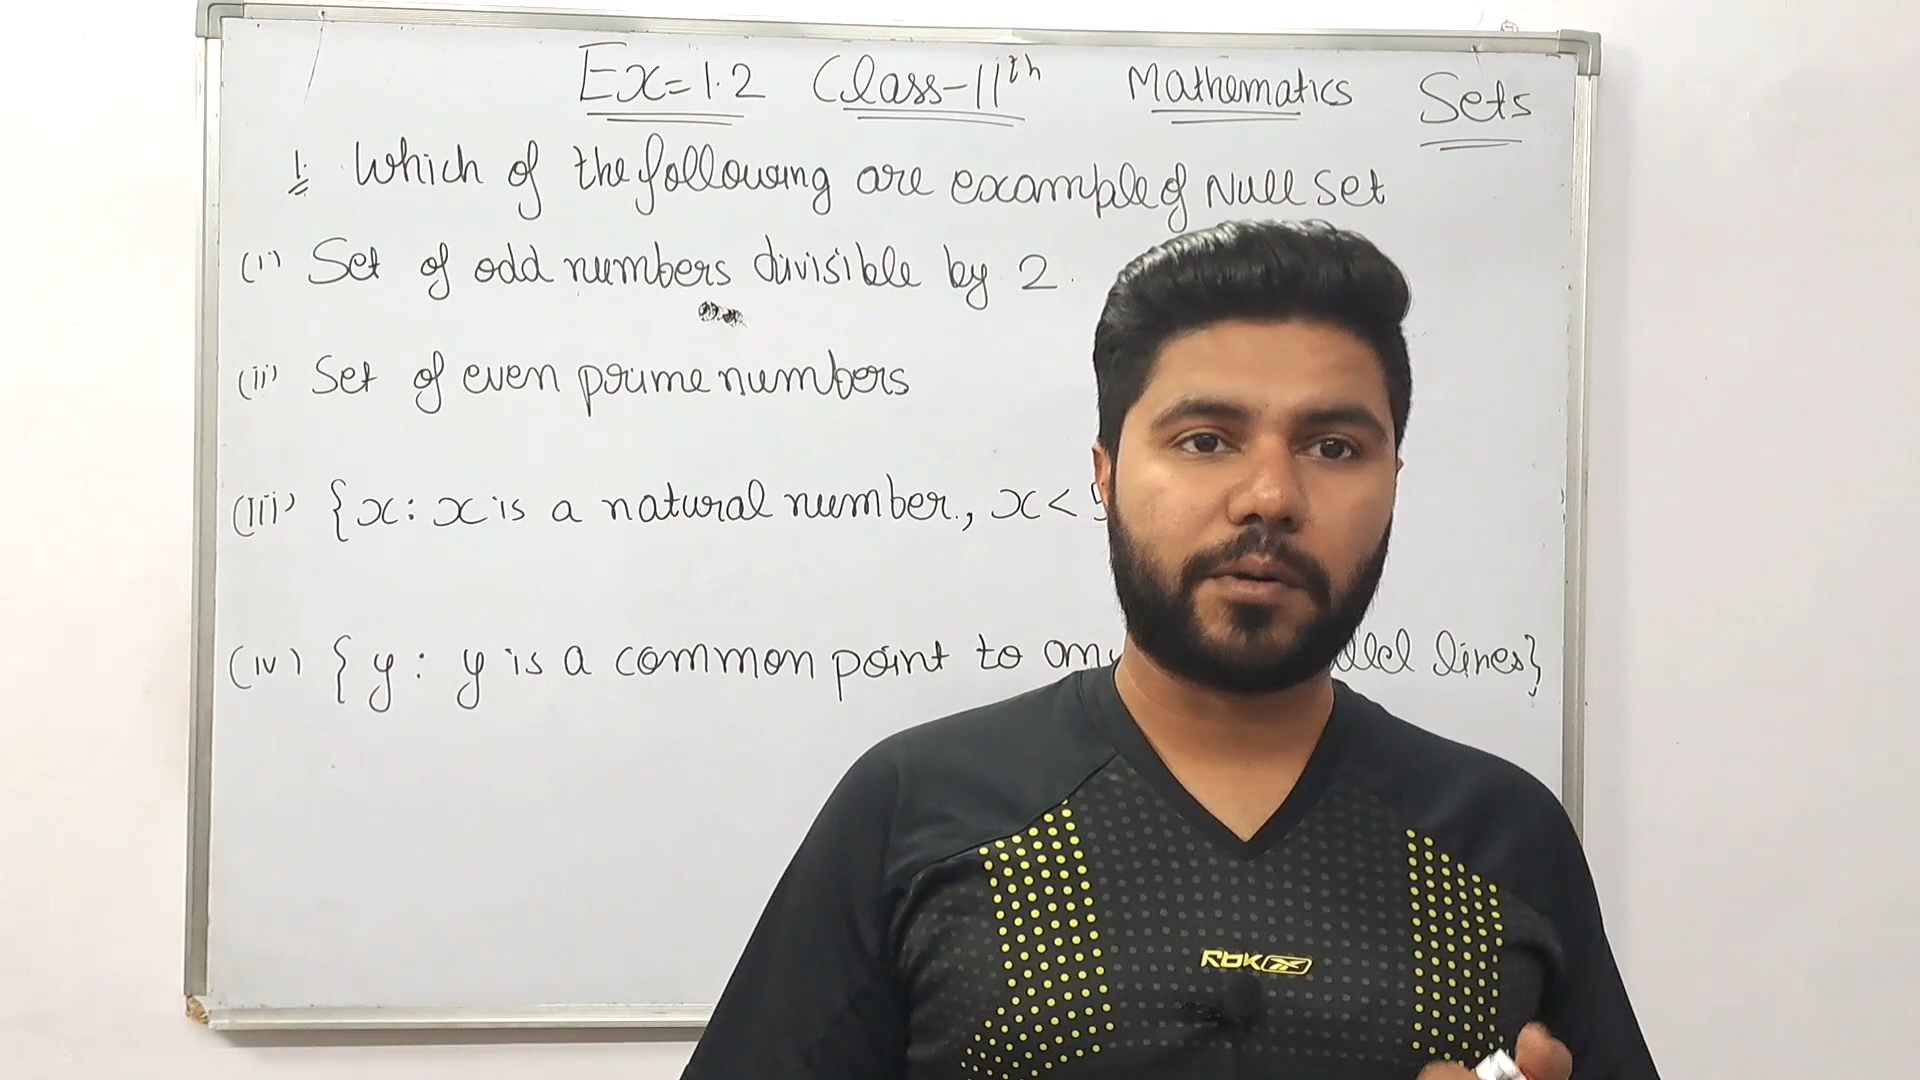 Ex=1.2 Class-11th Mathematics Sets
1. Which of the following are example of Null Set
(i) Set of odd numbers divisible by 2.
(ii) Set of even prime numbers
(iii) {x: x is a natural number, x <
(iv) {y: y is a common point to any lines}
RbK